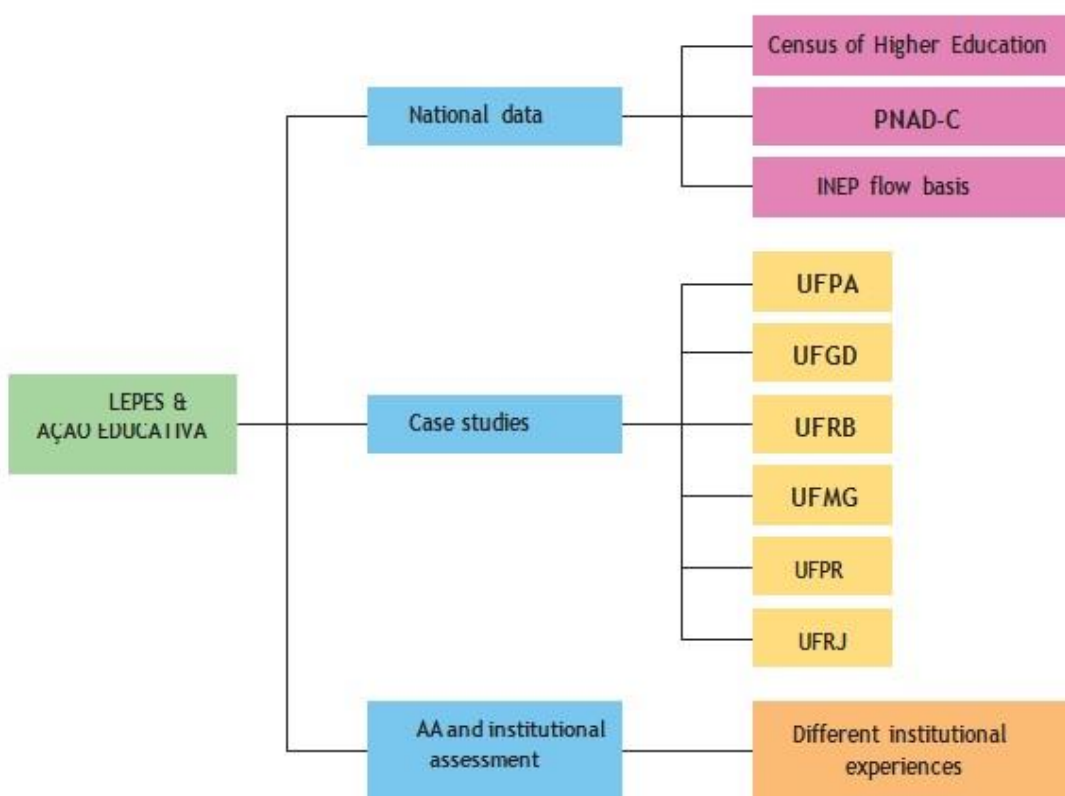 Census of Higher Education
National data
PNAD-C
INEP flow basis
UFPA
UFGD
LEPES &
AÇÃO EDUCATIVA
Case studies
UFRB
UFMG
UFPR
UFRJ
AA and institutional
assessment
Different institutional
experiences